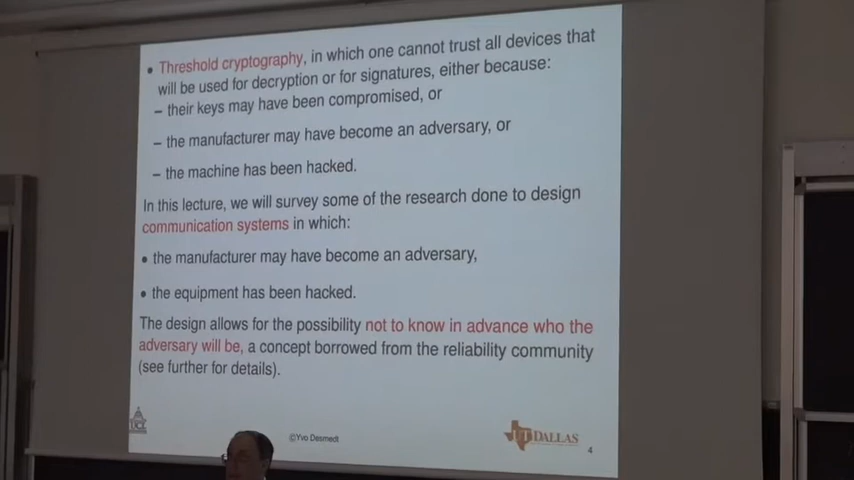 • Threshold cryptography, in which one cannot trust all devices that
will be used for decryption or for signatures, either because:
– their keys may have been compromised, or
– the manufacturer may have become an adversary, or
– the machine has been hacked.
In this lecture, we will survey some of the research done to design
communication systems in which:
• the manufacturer may have become an adversary,
• the equipment has been hacked.
The design allows for the possibility not to know in advance who the
adversary will be, a concept borrowed from the reliability community
(see further for details).
UCL
©Yvo Desmedt
UT DALLAS
4